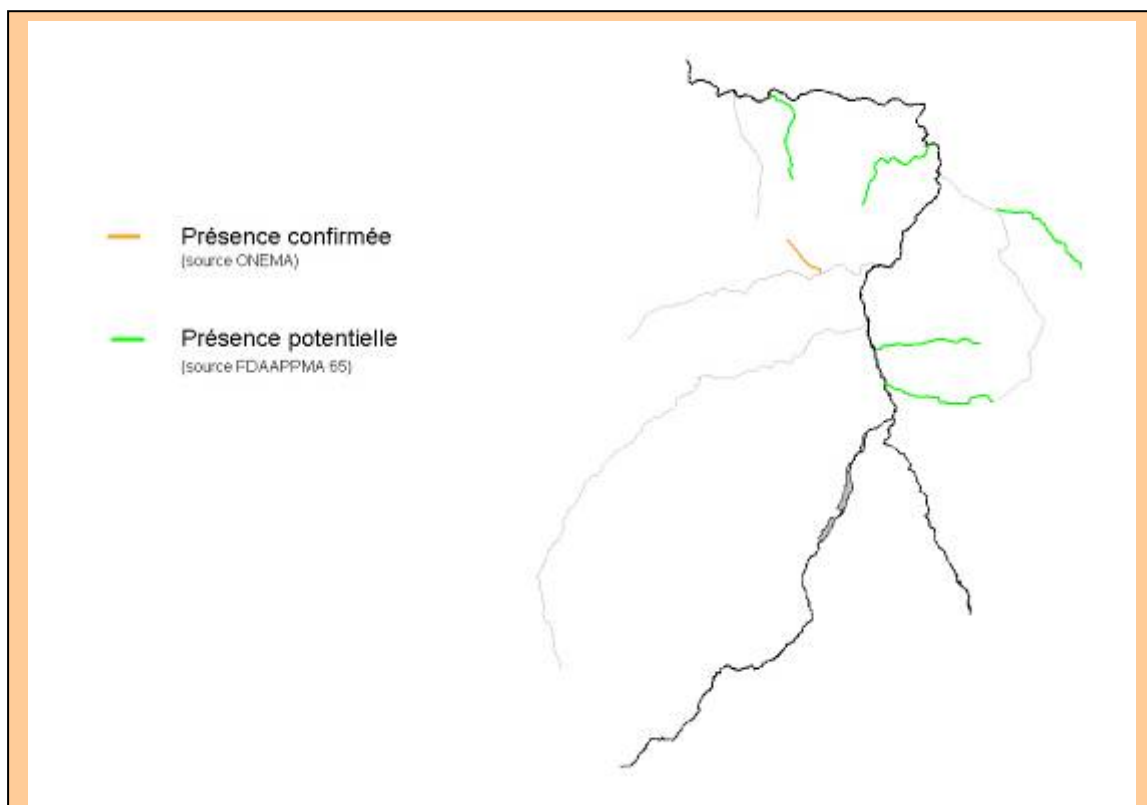 Présence confirmée
(source ONEMA)
Présence potentielle
(source FDAAPPMA 65)